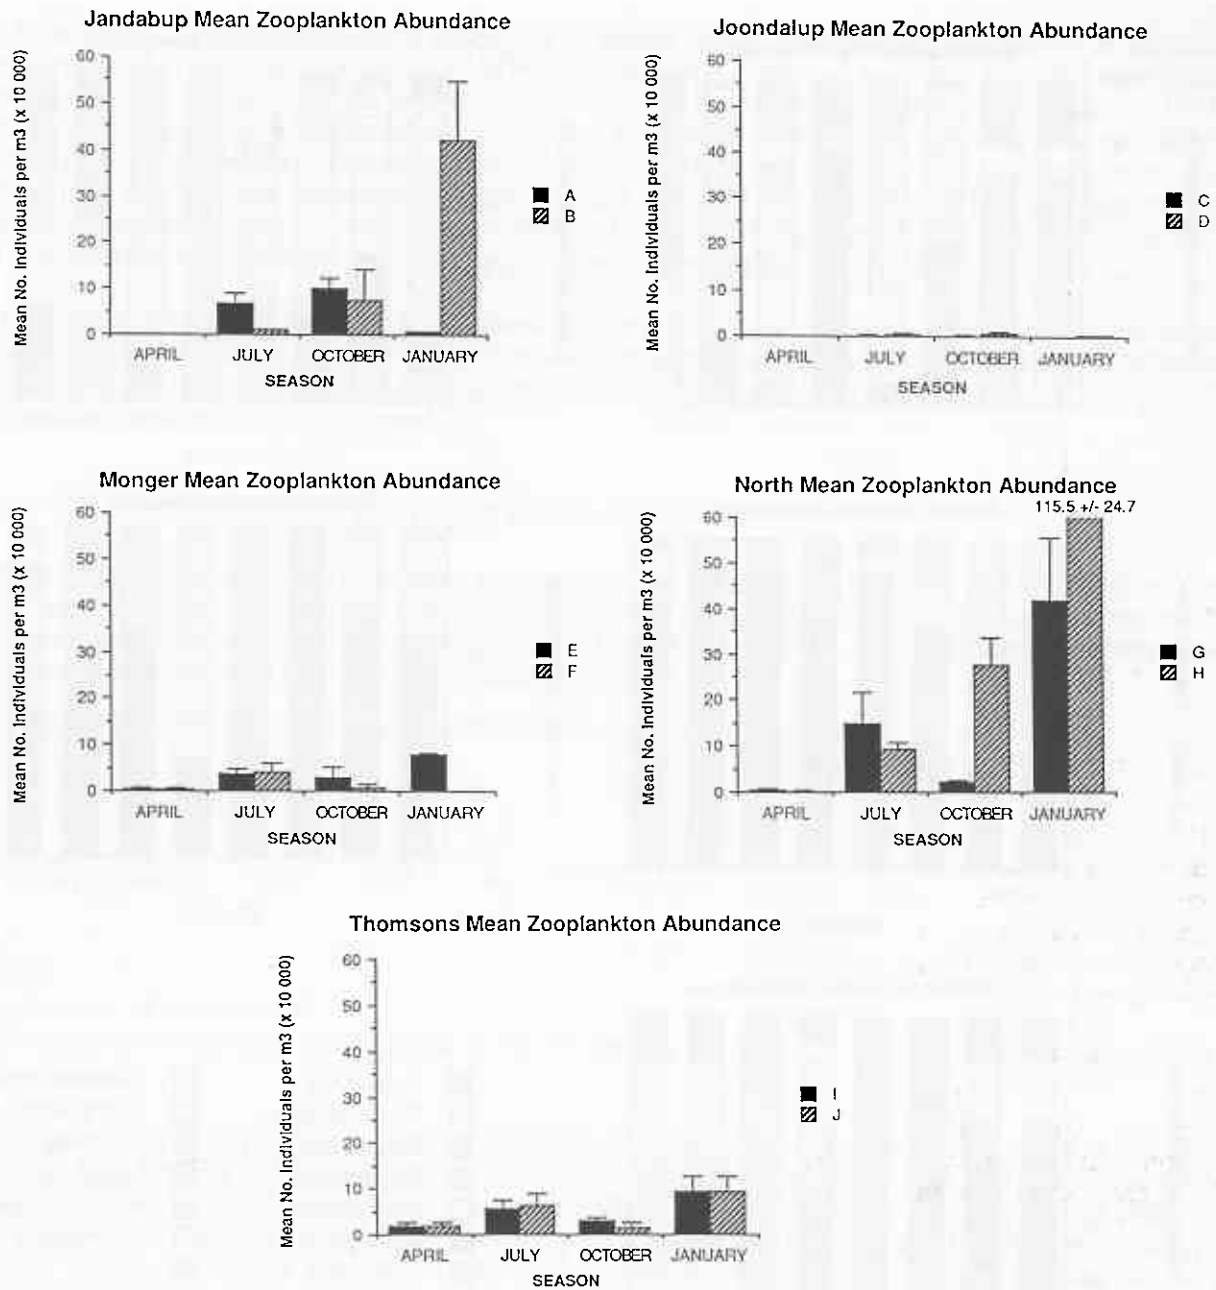 Jandabup Mean Zooplankton Abundance
Mean No. Individuals per m3 (x 10 000)
60
50
40
30
20
10
0
APRIL JULY OCTOBER JANUARY
SEASON
A
B
Joondalup Mean Zooplankton Abundance
Mean No. Individuals per m3 (x 10 000)
60
50
40
30
20
10
0
APRIL JULY OCTOBER JANUARY
SEASON
C
D
Monger Mean Zooplankton Abundance
Mean No. Individuals per m3 (x 10 000)
60
50
40
30
20
10
0
APRIL JULY OCTOBER JANUARY
SEASON
E
F
North Mean Zooplankton Abundance
115.5 +/- 24.7
Mean No. Individuals per m3 (x 10 000)
60
50
40
30
20
10
0
APRIL JULY OCTOBER JANUARY
SEASON
G
H
Thomsons Mean Zooplankton Abundance
Mean No. Individuals per m3 (x 10 000)
60
50
40
30
20
10
0
APRIL JULY OCTOBER JANUARY
SEASON
I
J